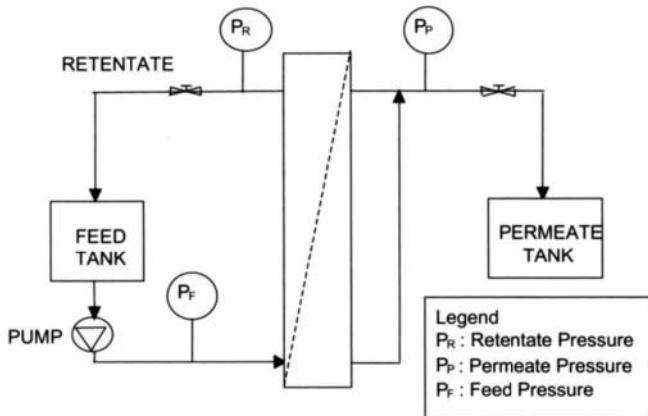 PR
PP
RETENTATE
FEED
TANK
PERMEATE
TANK
PF
PUMP
Legend
PR : Retentate Pressure
PP : Permeate Pressure
PF : Feed Pressure